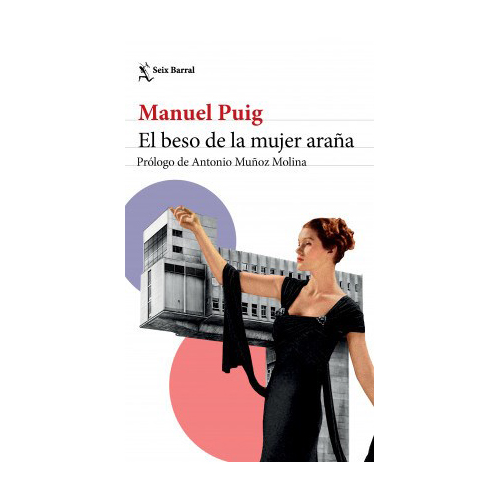 Seix Barral
Manuel Puig
El beso de la mujer araña
Prólogo de Antonio Muñoz Molina